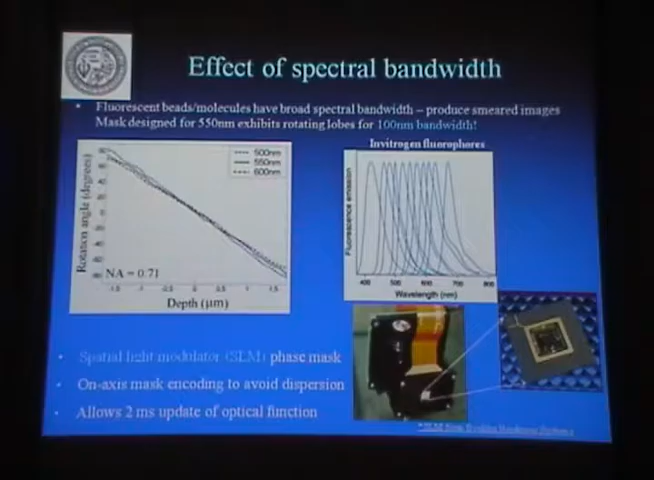 Effect of spectral bandwidth
• Fluorescent beads/molecules have broad spectral bandwidth – produce smeared images
Mask designed for 550nm exhibits rotating lobes for 100nm bandwidth!
Rotation angle (degrees)
500nm
550nm
600nm
NA = 0.71
Depth (μm)
Invitrogen fluorophores
Fluorescence emission
400 500 600 700 800
Wavelength (nm)
• Spatial light modulator (SLM) phase mask
• On-axis mask encoding to avoid dispersion
• Allows 2 ms update of optical function